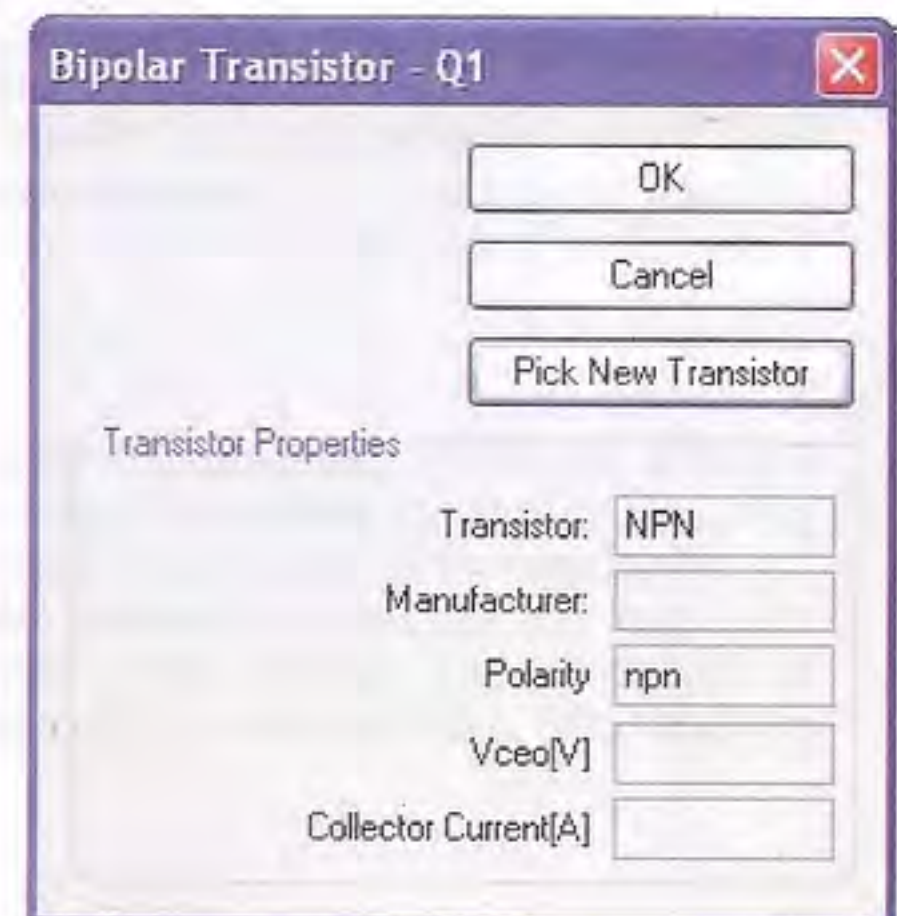 Bipolar Transistor - Q1
OK
Cancel
Pick New Transistor
Transistor Properties
Transistor: NPN
Manufacturer:
Polarity npn
Vceo[V]
Collector Current[A]